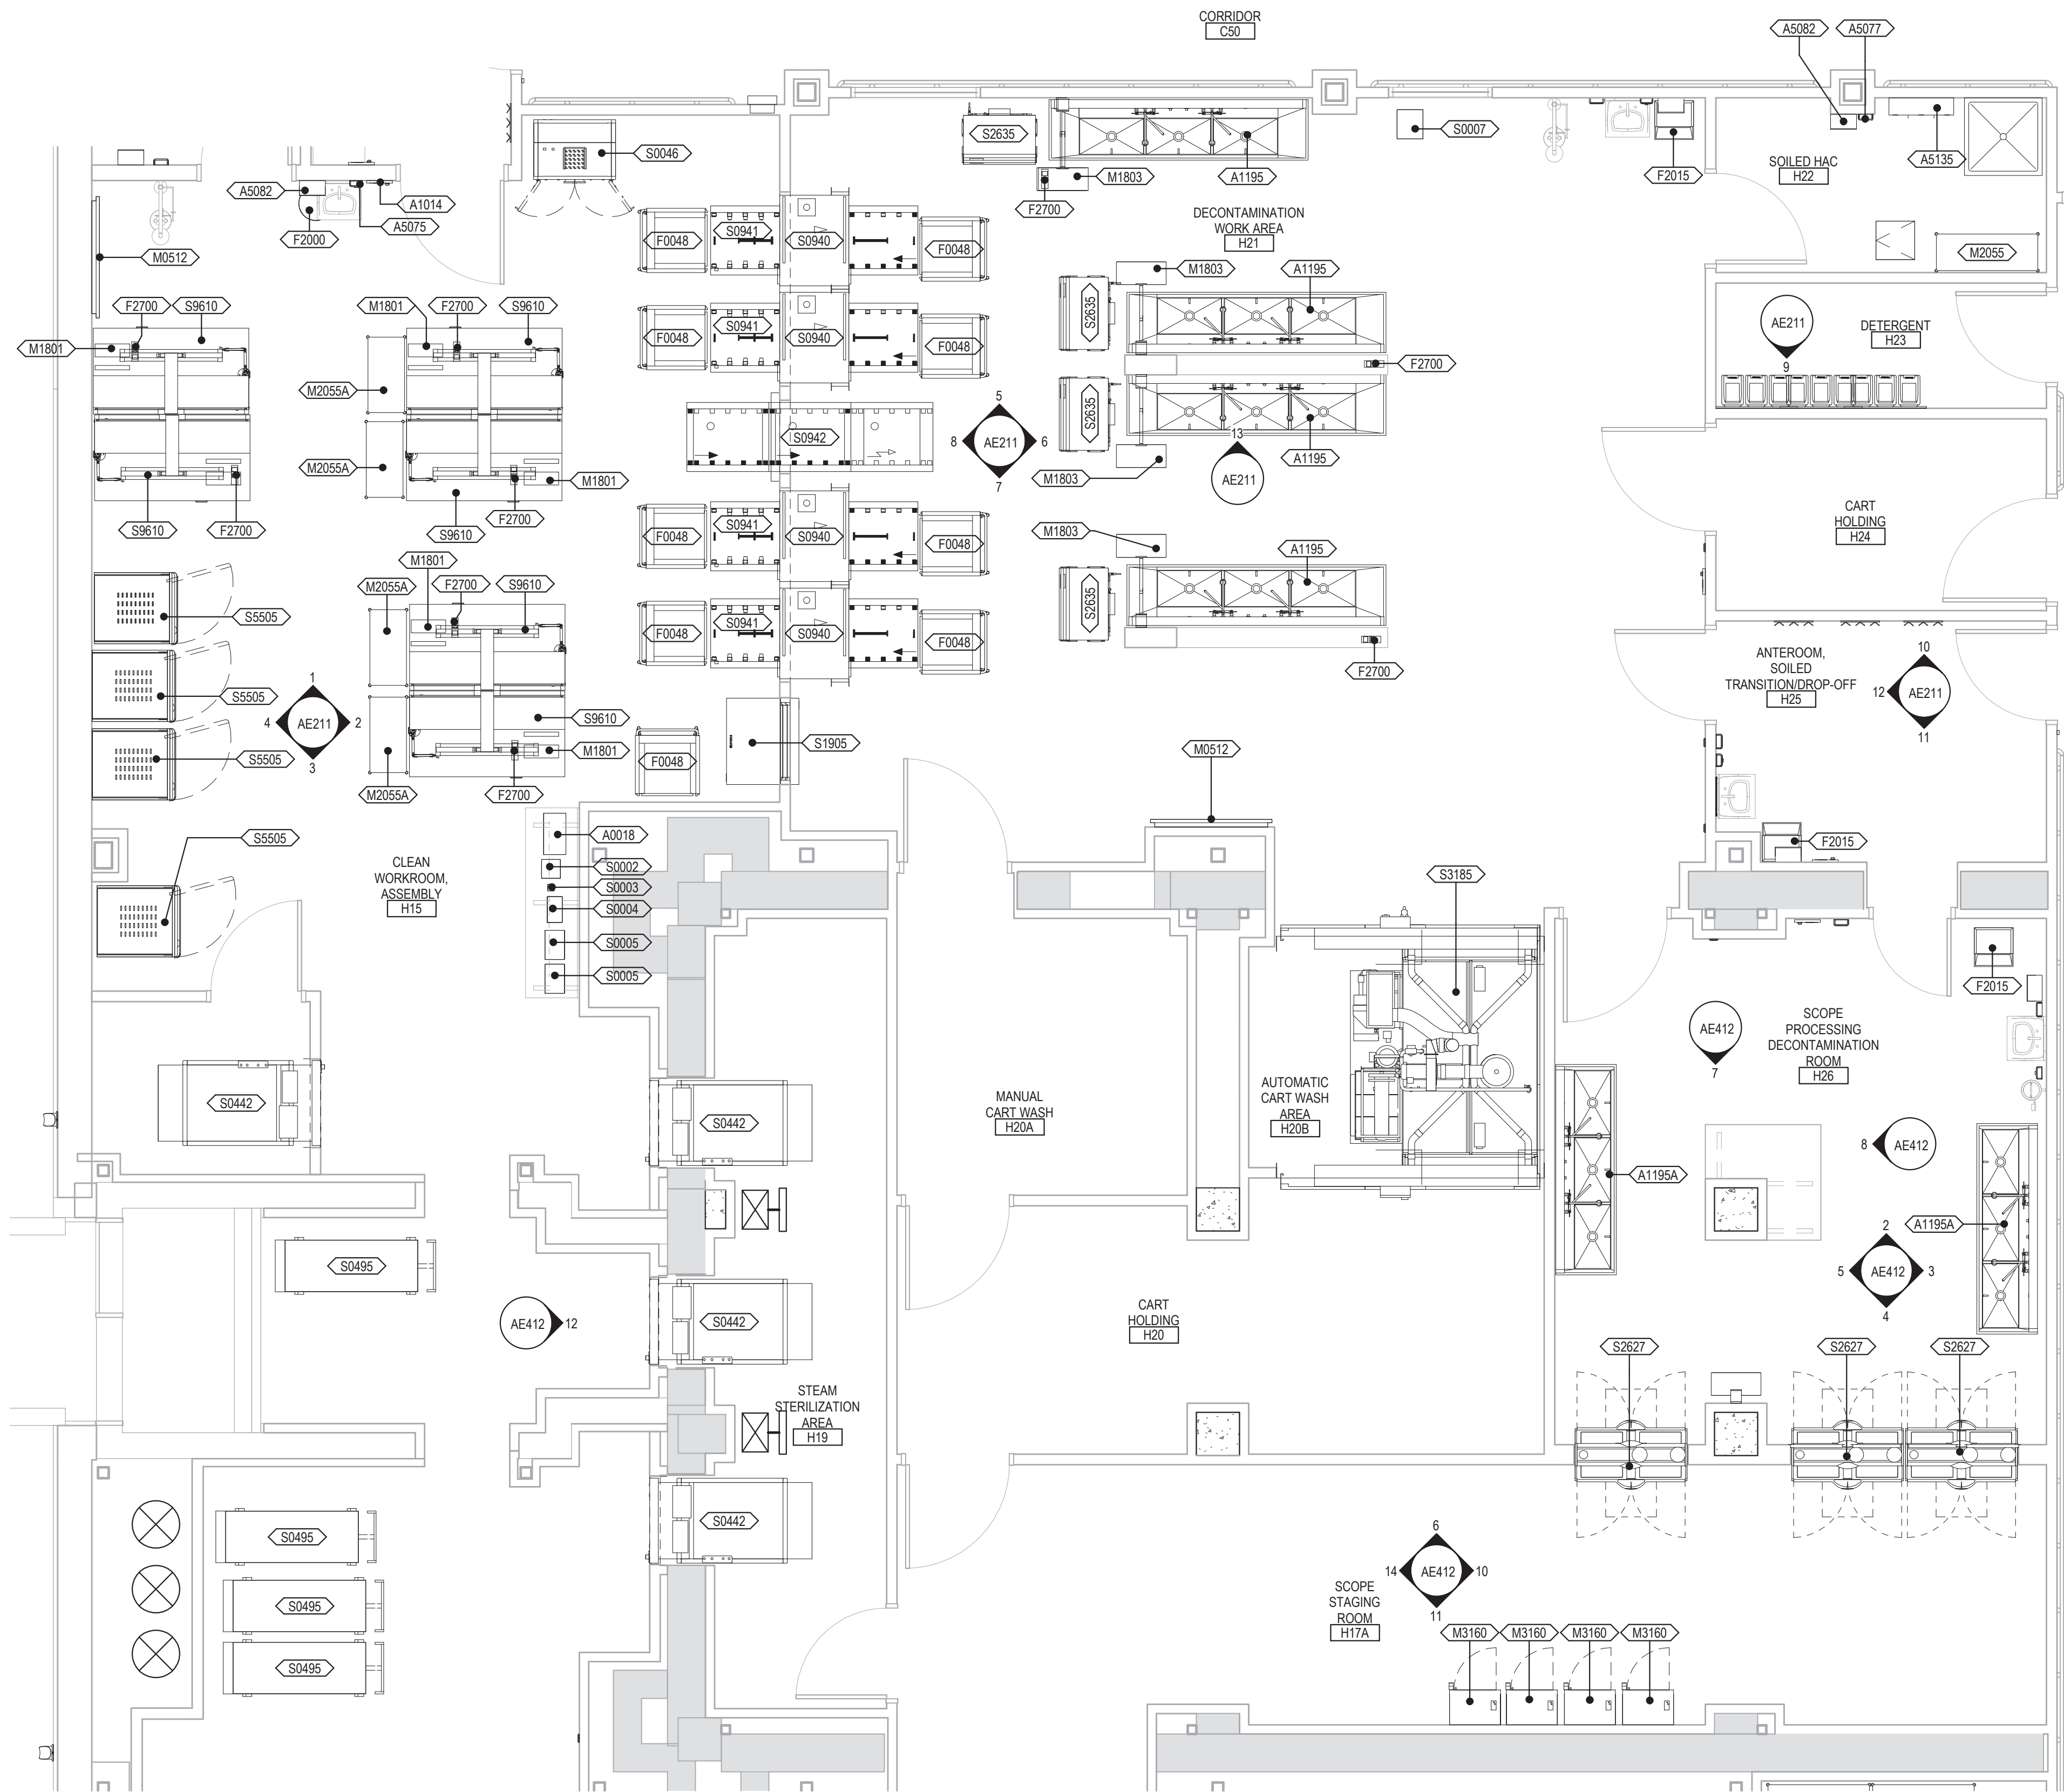 CORRIDOR
C50
A5082
A5077
S2635
S0007
S0046
A5135
SOILED HAC
H22
F2015
M1803
A1195
A5082
A1014
F2700
A5075
F2000
DECONTAMINATION
WORK AREA
H21
M0512
F0048
S0941
S0940
F0048
M2055
M1803
A1195
S2635
F2700
S9610
M1801
F2700
S9610
M1801
AE211
9
DETERGENT
H23
F0048
S0941
S0940
F0048
F2700
M2055A
S2635
5
8
AE211
6
7
S0942
13
AE211
A1195
M2055A
M1803
M1801
S9610
F2700
F2700
S9610
F0048
S0941
S0940
F0048
CART
HOLDING
H24
M1803
A1195
M1801
M2055A
F2700
S9610
S2635
S5505
F0048
S0941
S0940
F0048
F2700
ANTEROOM,
SOILED
TRANSITION/DROP-OFF
H25
10
12
AE211
11
S5505
1
4
AE211
2
3
S9610
S5505
M1801
F0048
S1905
M0512
M2055A
F2700
S5505
A0018
F2015
CLEAN
WORKROOM,
ASSEMBLY
H15
S0002
S0003
S0004
S0005
S0005
S3185
F2015
AE412
7
SCOPE
PROCESSING
DECONTAMINATION
ROOM
H26
S0442
S0442
MANUAL
CART WASH
H20A
AUTOMATIC
CART WASH
AREA
H20B
8
AE412
A1195A
A1195A
2
5
AE412
3
4
S0495
AE412
12
S0442
CART
HOLDING
H20
S2627
S2627
S2627
STEAM
STERILIZATION
AREA
H19
S0495
S0442
6
14
AE412
10
11
SCOPE
STAGING
ROOM
H17A
S0495
M3160
M3160
M3160
M3160
S0495